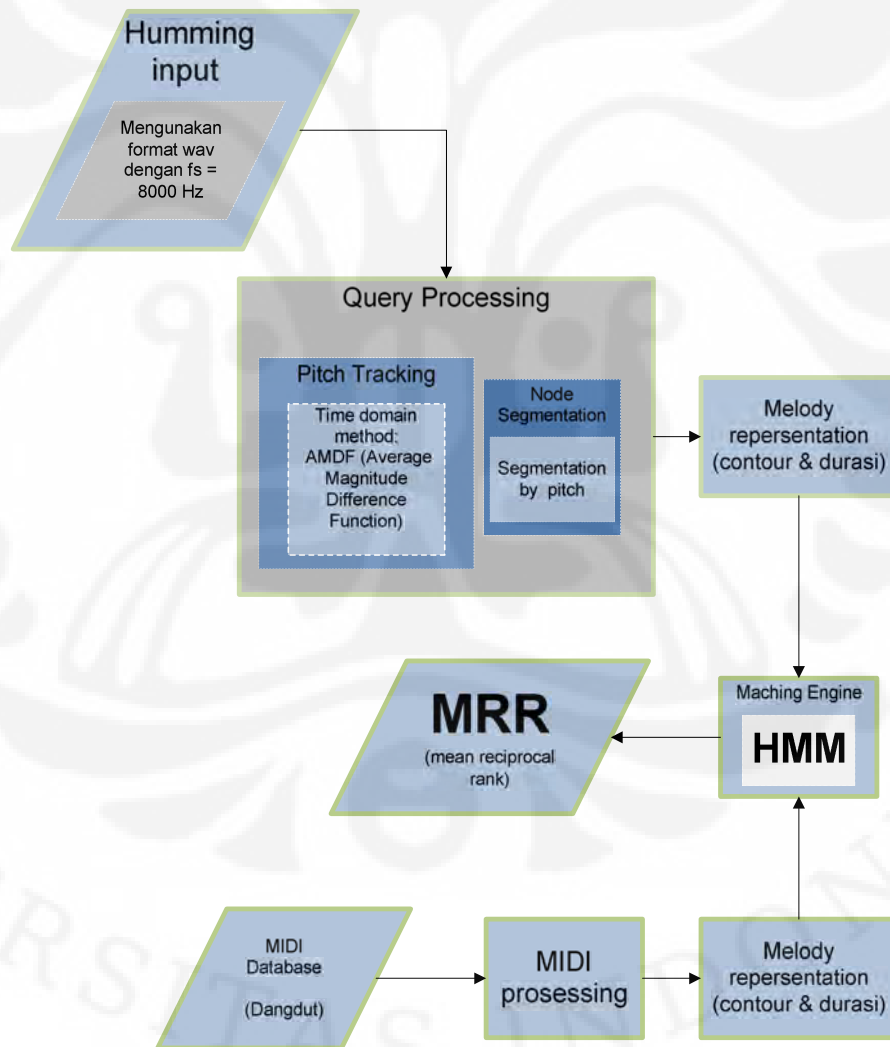 Humming
input
Mengunakan
format wav
dengan fs =
8000 Hz
Query Processing
Pitch Tracking
Time domain
method:
AMDF (Average
Magnitude
Difference
Function)
Node
Segmentation
Segmentation
by pitch
Melody
repersentation
(contour & durasi)
Maching Engine
HMM
MRR
(mean reciprocal
rank)
MIDI
Database
(Dangdut)
MIDI
prosessing
Melody
repersentation
(contour & durasi)
RSITAS INDON